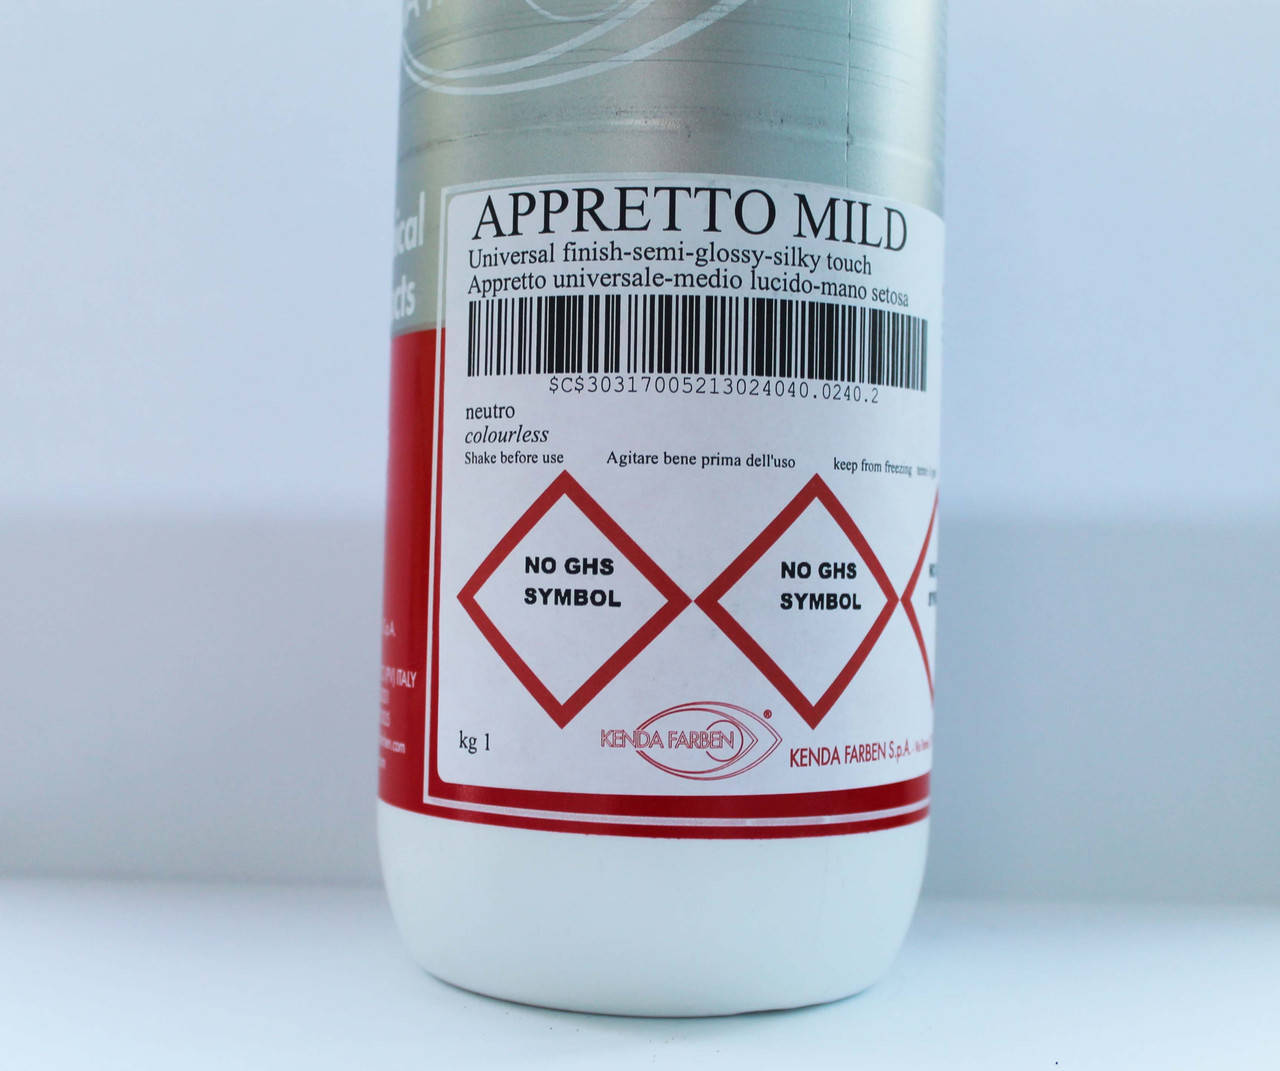 APPRETTO MILD
Universal finish-semi-glossy-silky touch
Appretto universale-medio lucido-mano setosa
$C$30317005213024040.0240.2
neutro
colourless
Shake before use Agitare bene prima dell'uso keep from freezing
NO GHS
SYMBOL
NO GHS
SYMBOL
kg 1
KENDA FARBEN ®
KENDA FARBEN S.p.A. -
(PV) ITALY